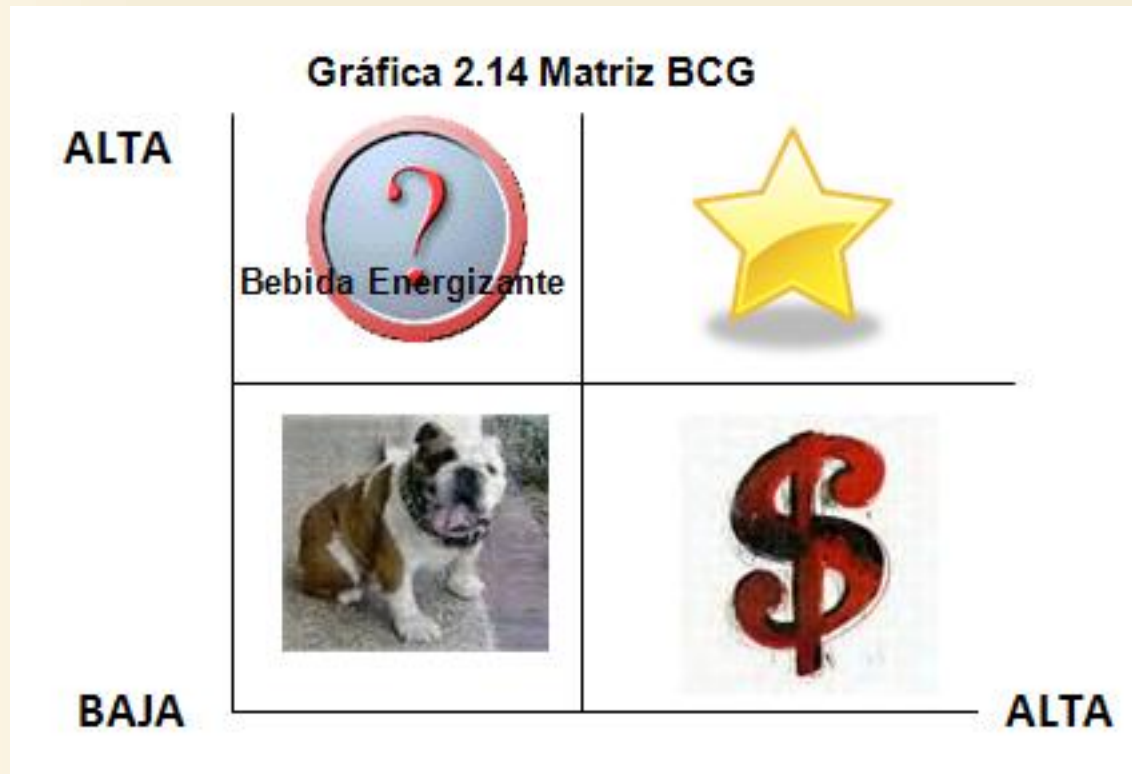 Gráfica 2.14 Matriz BCG
ALTA
?
Bebida Energizante
$
BAJA
ALTA